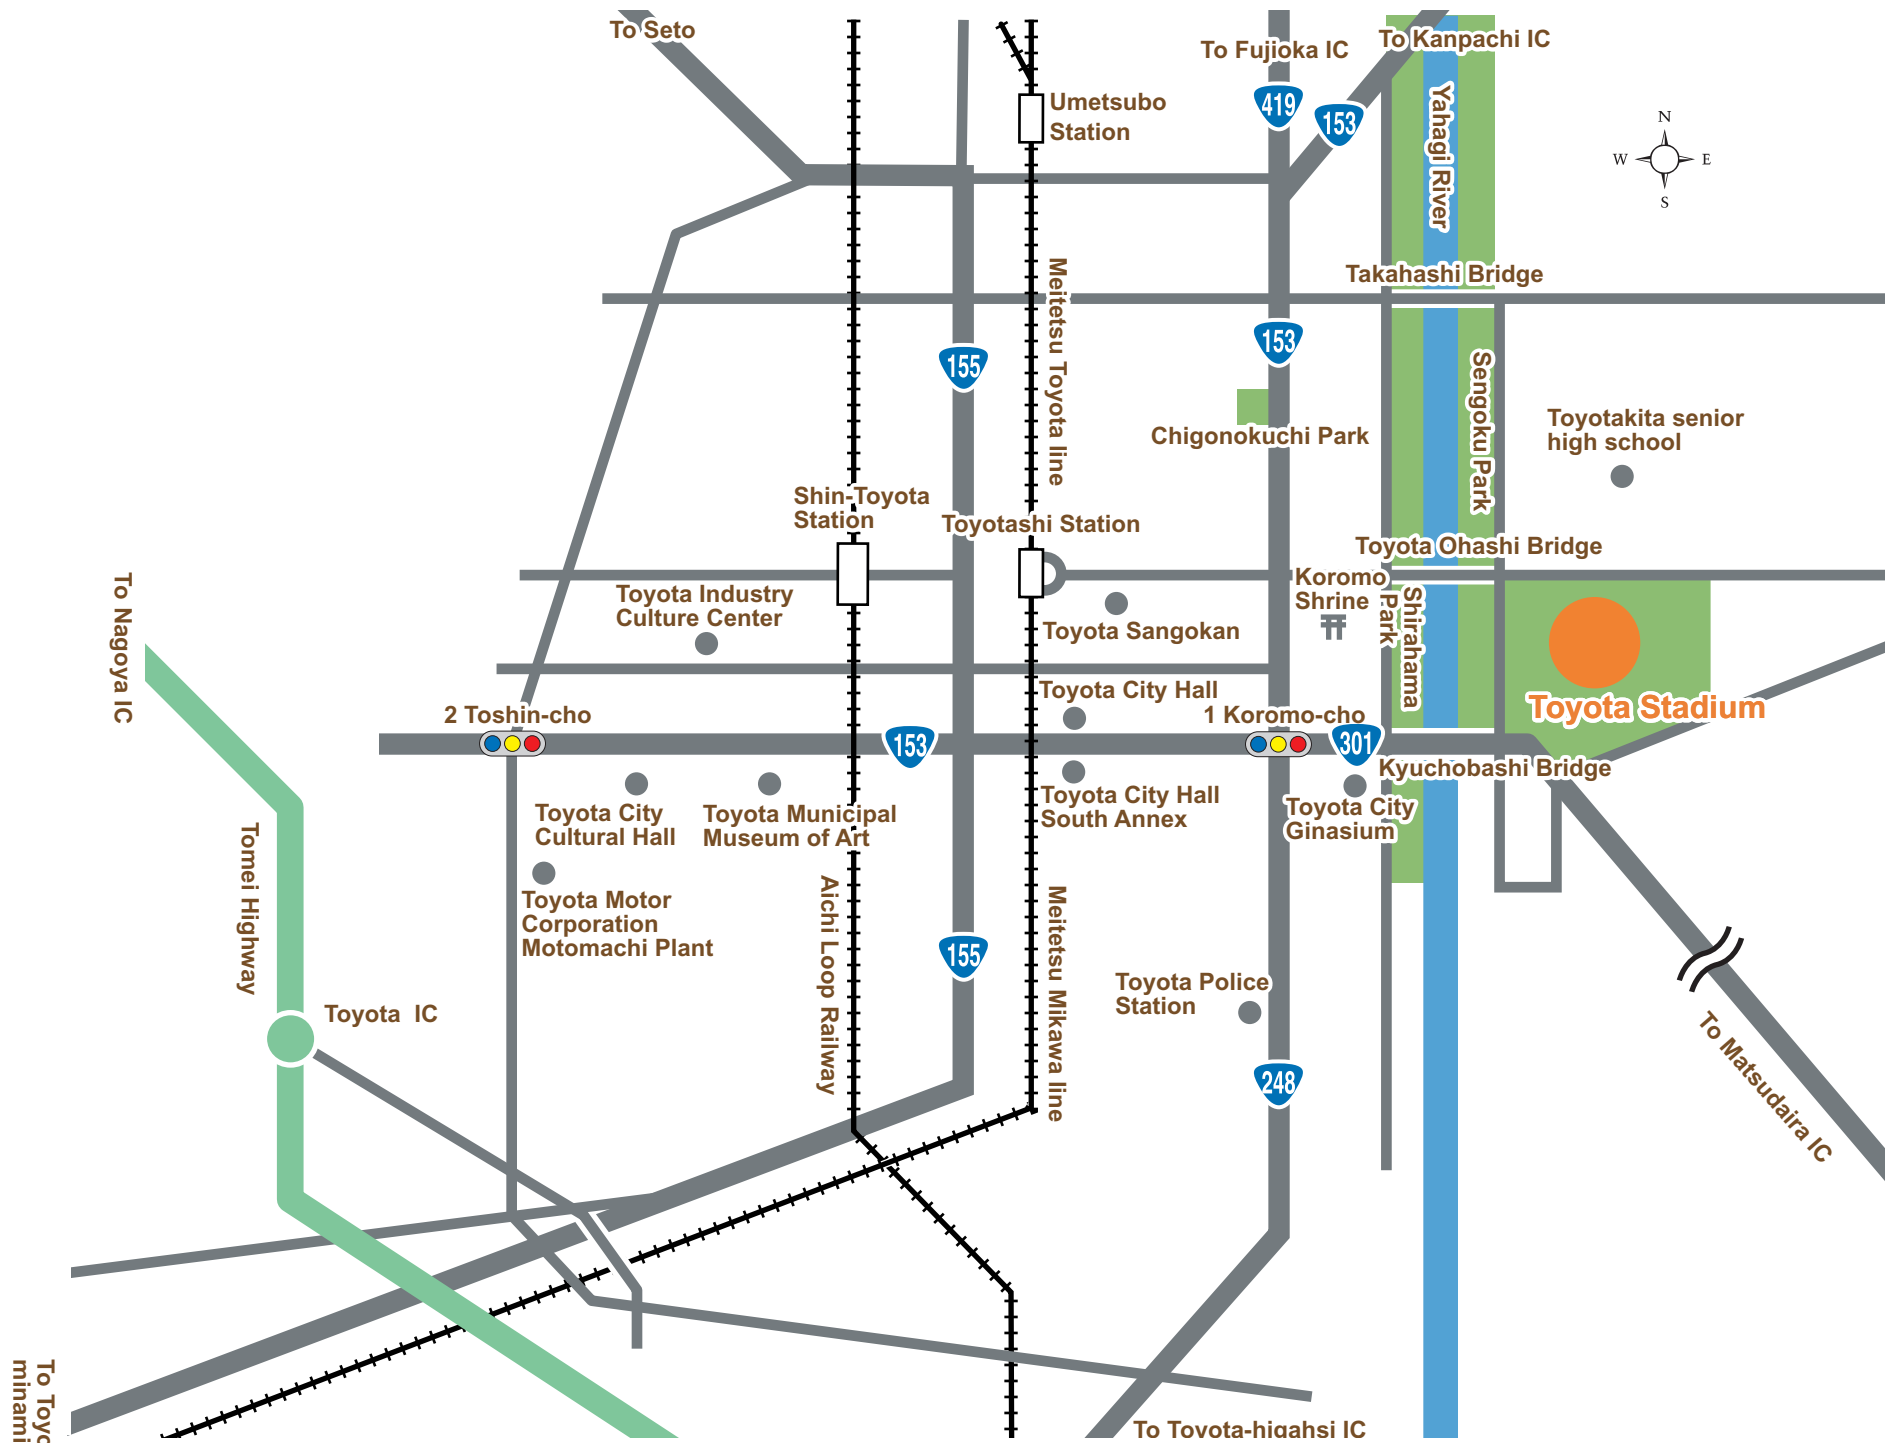 To Seto
To Fujioka IC
To Kanpachi IC
419
153
Umetsubo
Station
Yahagi River
N
W
E
S
Takahashi Bridge
Meitetsu Toyota line
153
155
Sengoku Park
Chigonokuchi Park
Toyotakita senior
high school
Shin-Toyota
Station
Toyotashi Station
Toyota Ohashi Bridge
To Nagoya IC
Toyota Industry
Culture Center
Koromo
Shrine
Shirahama
Park
Toyota Sangokan
Toyota City Hall
Toyota Stadium
2 Toshin-cho
1 Koromo-cho
153
301
Kyuchobashi Bridge
Toyota City
Cultural Hall
Toyota Municipal
Museum of Art
Toyota City Hall
South Annex
Toyota City
Ginasium
Tomei Highway
Toyota Motor
Corporation
Motomachi Plant
Aichi Loop Railway
155
Meitetsu Mikawa line
Toyota Police
Station
Toyota IC
248
To Matsudaira IC
To Toyo
minami
To Toyota-higahsi IC